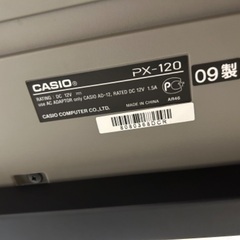 CASIO PX-120
RATING : DC 12V
use AC ADAPTOR only CASIO AD-12, RATED DC 12V 1.5A
CASIO COMPUTER CO.,LTD.
MADE IN CHINA
AR46
09製